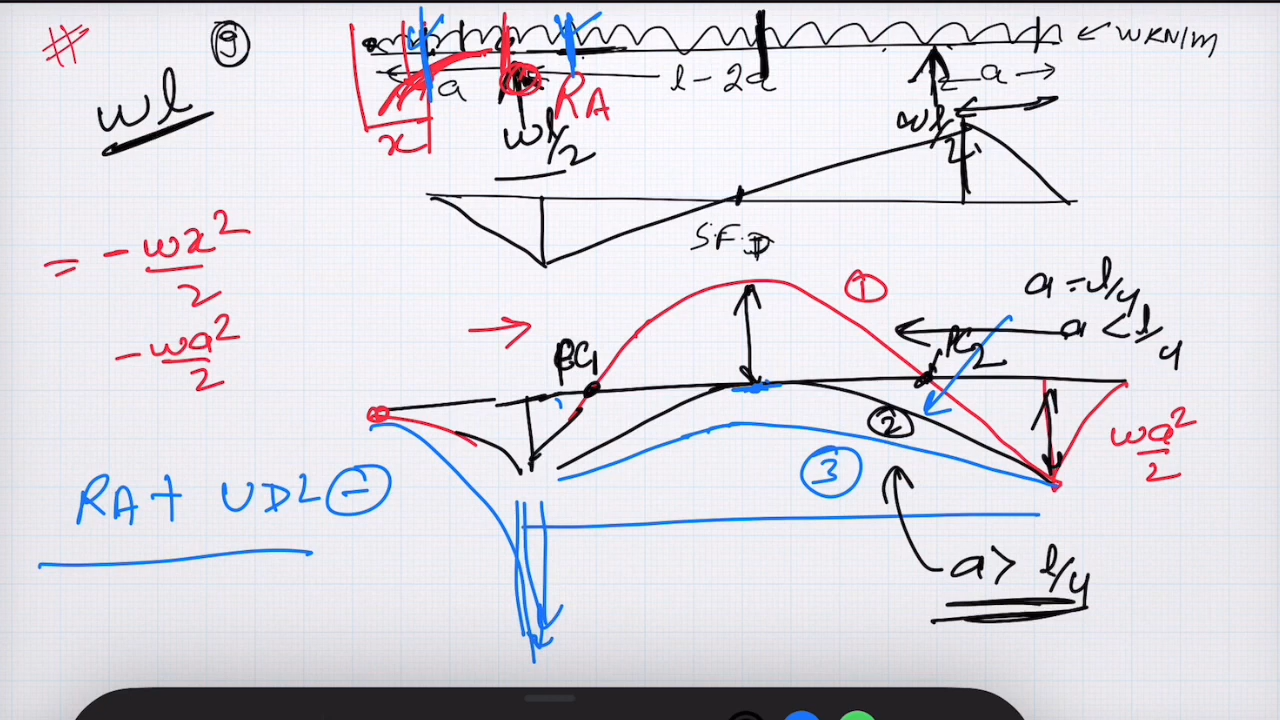 #
9
← WKN/m
a
l - 2a
a
wl
x
wl/2
RA
wl/2
S.F.D
= -wx²/2
-wa²/2
1
a = l/4
a < l/4
PC1
PC2
2
wa²/2
3
RA + UDL -
a > l/4